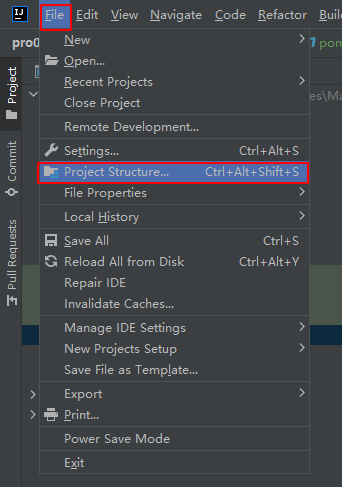 IJ File Edit View Navigate Code Refactor Buil
pro0
pom
New
Open...
Recent Projects
Close Project
Remote Development...
Settings... Ctrl+Alt+S
Project Structure... Ctrl+Alt+Shift+S
File Properties
Local History
Save All Ctrl+S
Reload All from Disk Ctrl+Alt+Y
Repair IDE
Invalidate Caches...
Manage IDE Settings
New Projects Setup
Save File as Template...
Export
Print...
Power Save Mode
Exit
Project
Commit
Pull Requests
es\Ma